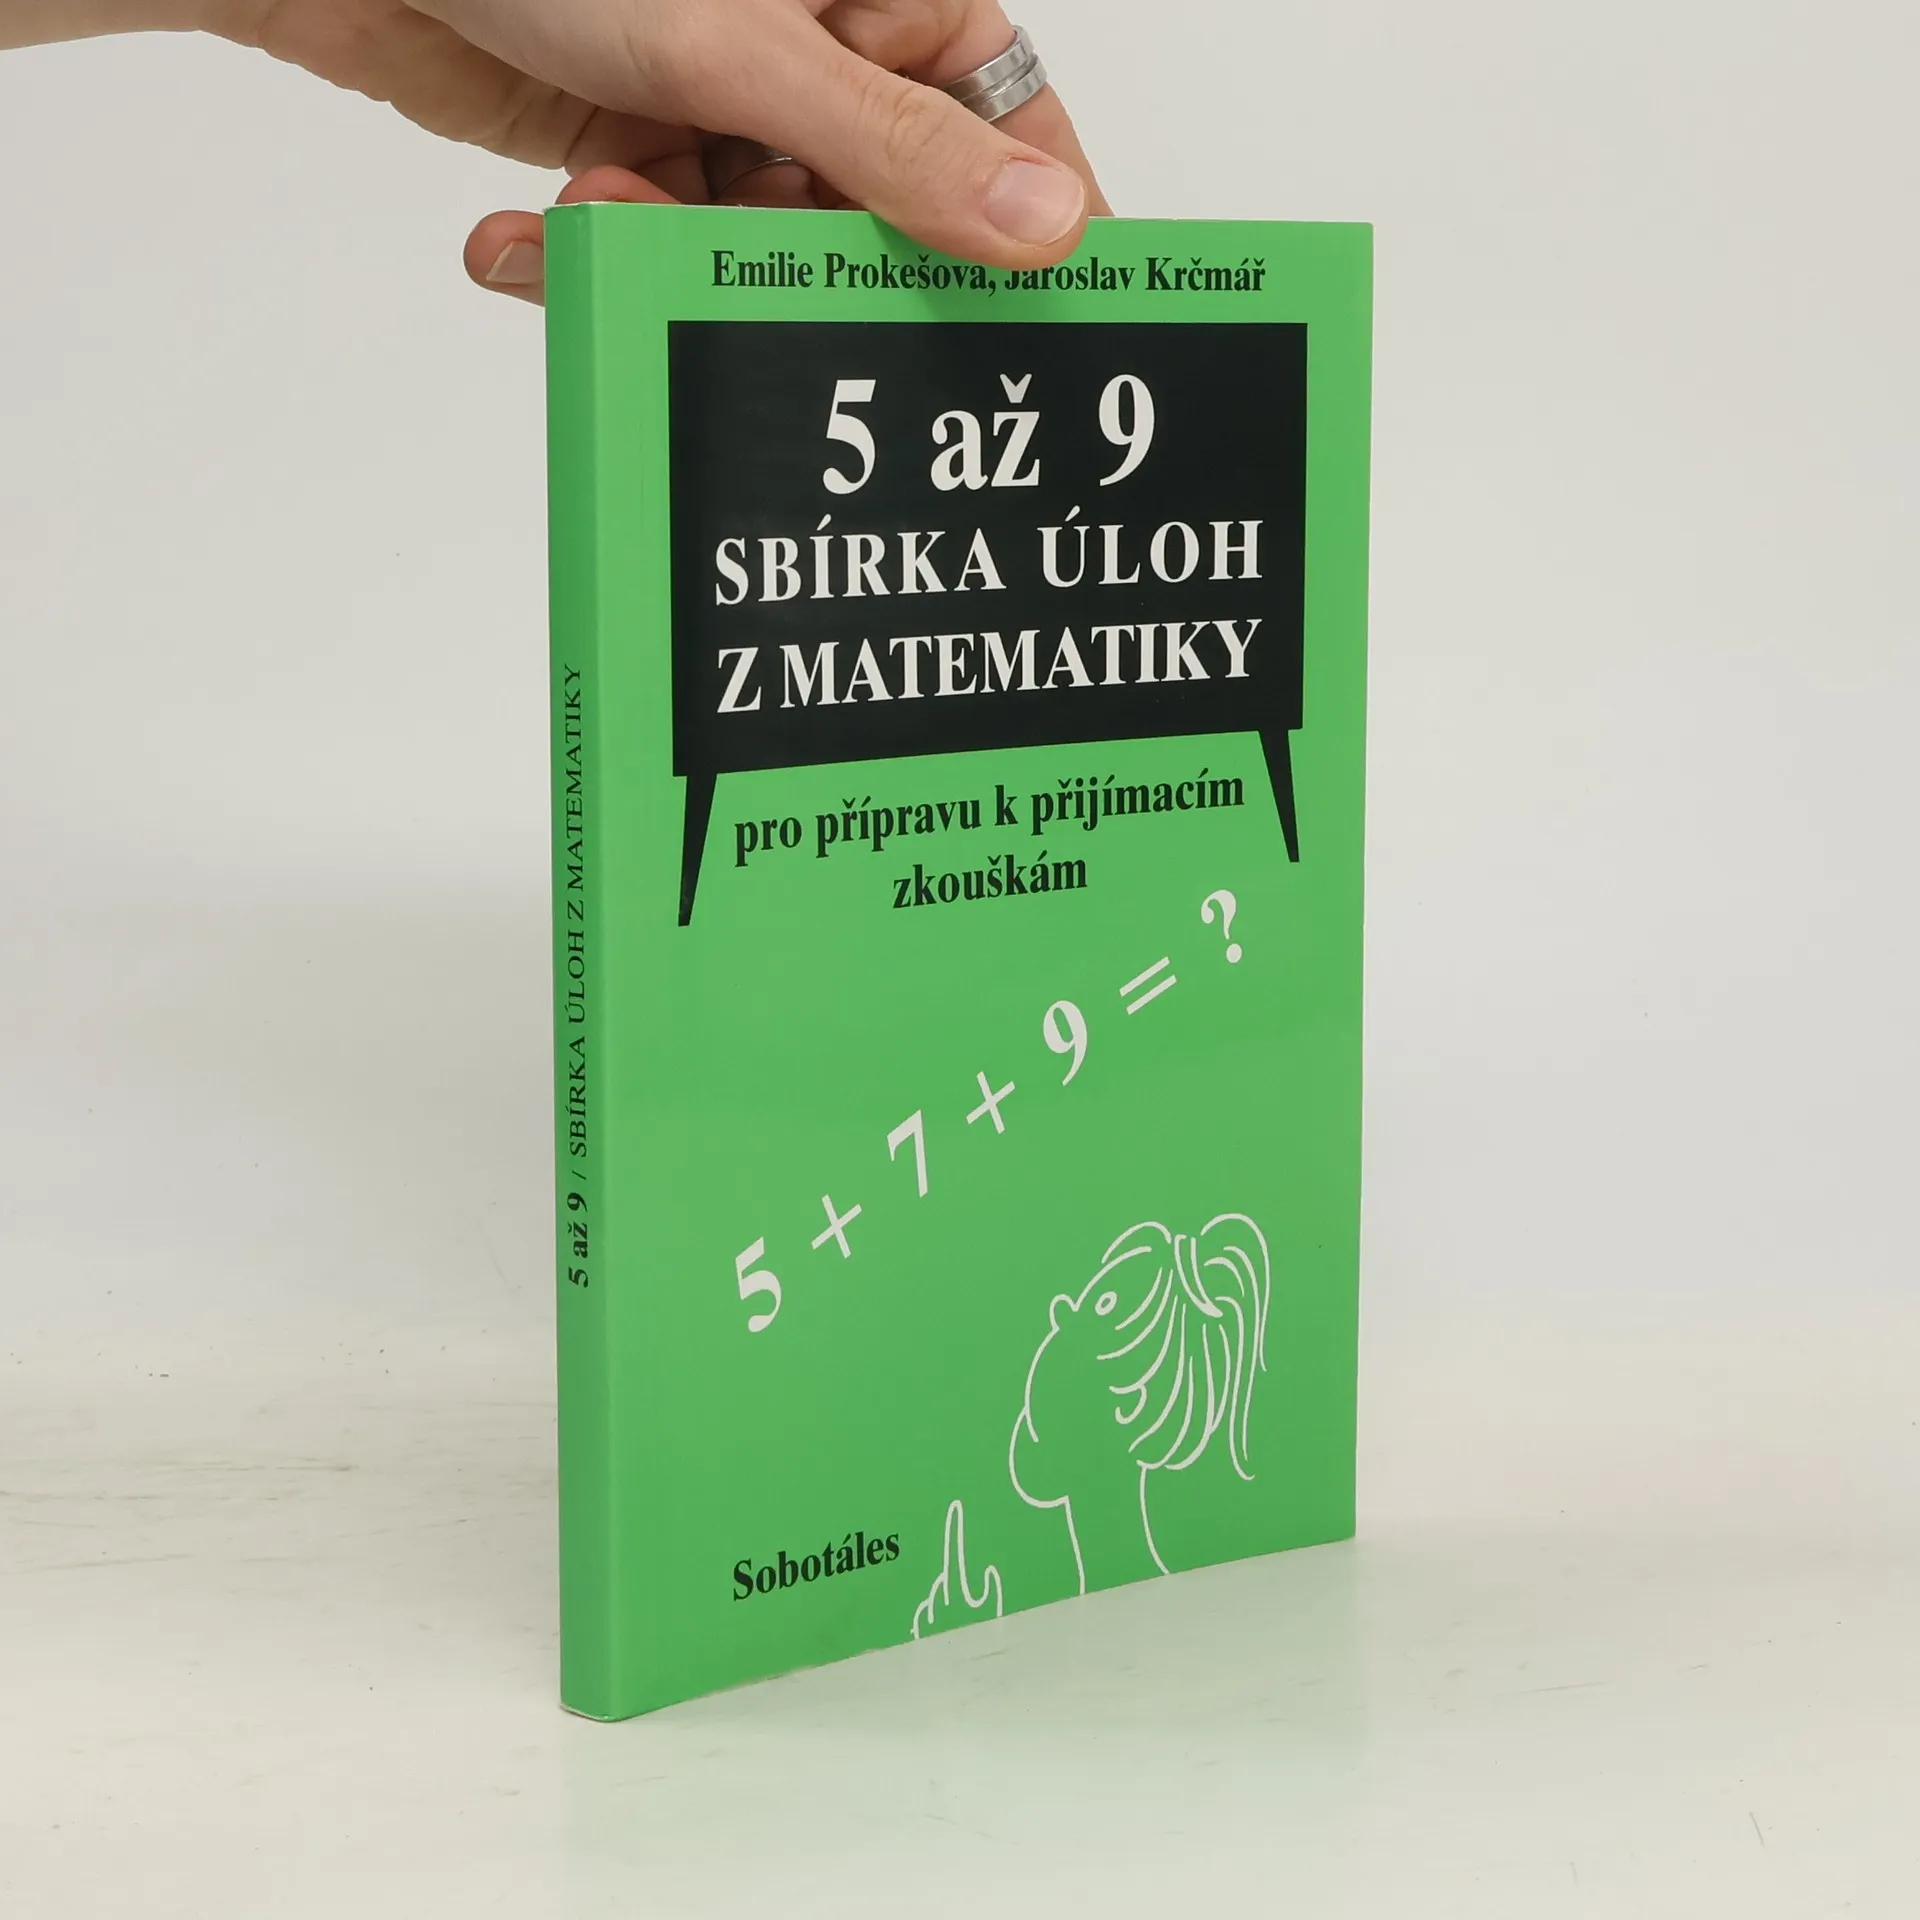 Emilie Prokešová, Jaroslav Krčmář
5 až 9
SBÍRKA ÚLOH
Z MATEMATIKY
pro přípravu k přijímacím
zkouškám
5 + 7 + 9 = ?
Sobotáles
5 až 9 / SBÍRKA ÚLOH Z MATEMATIKY